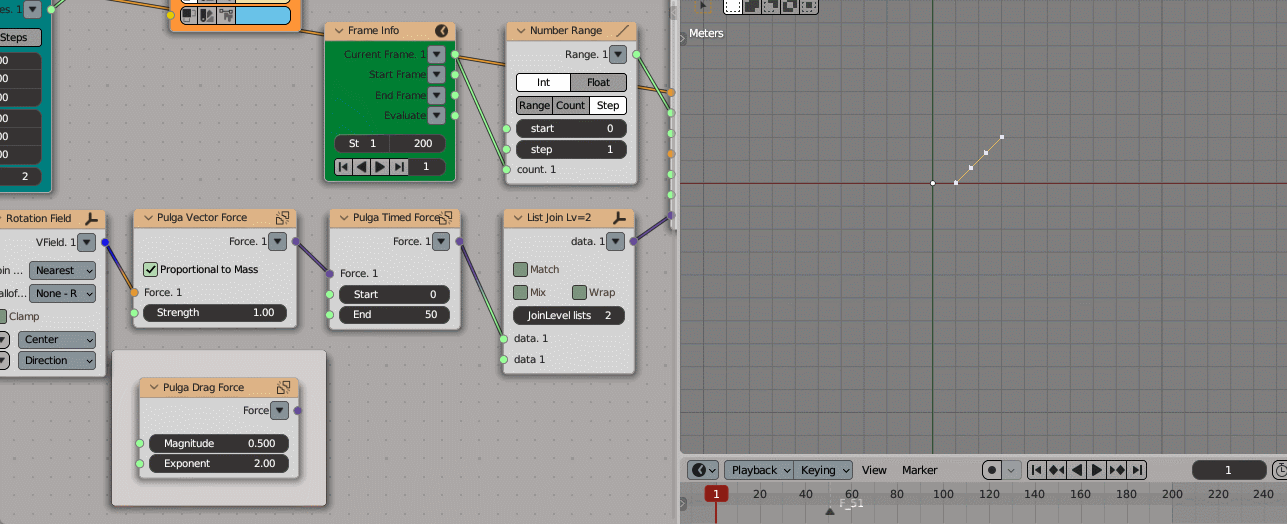 es. 1
Steps
00
00
00
00
00
00
2
Frame Info
Current Frame. 1
Start Frame
End Frame
Evaluate
St 1 200
1
Number Range
Range. 1
Int Float
Range Count Step
start 0
step 1
count. 1
Rotation Field
VField. 1
oin ... Nearest
allof... None - R
Clamp
Center
Direction
Pulga Vector Force
Force. 1
Proportional to Mass
Force. 1
Strength 1.00
Pulga Timed Force
Force. 1
Force. 1
Start 0
End 50
List Join Lv=2
data. 1
Match
Mix Wrap
JoinLevel lists 2
data. 1
data 1
Pulga Drag Force
Force
Magnitude 0.500
Exponent 2.00
Meters
Playback Keying View Marker 1
1 20 40 60 80 100 120 140 160 180 200 220 240
F_51